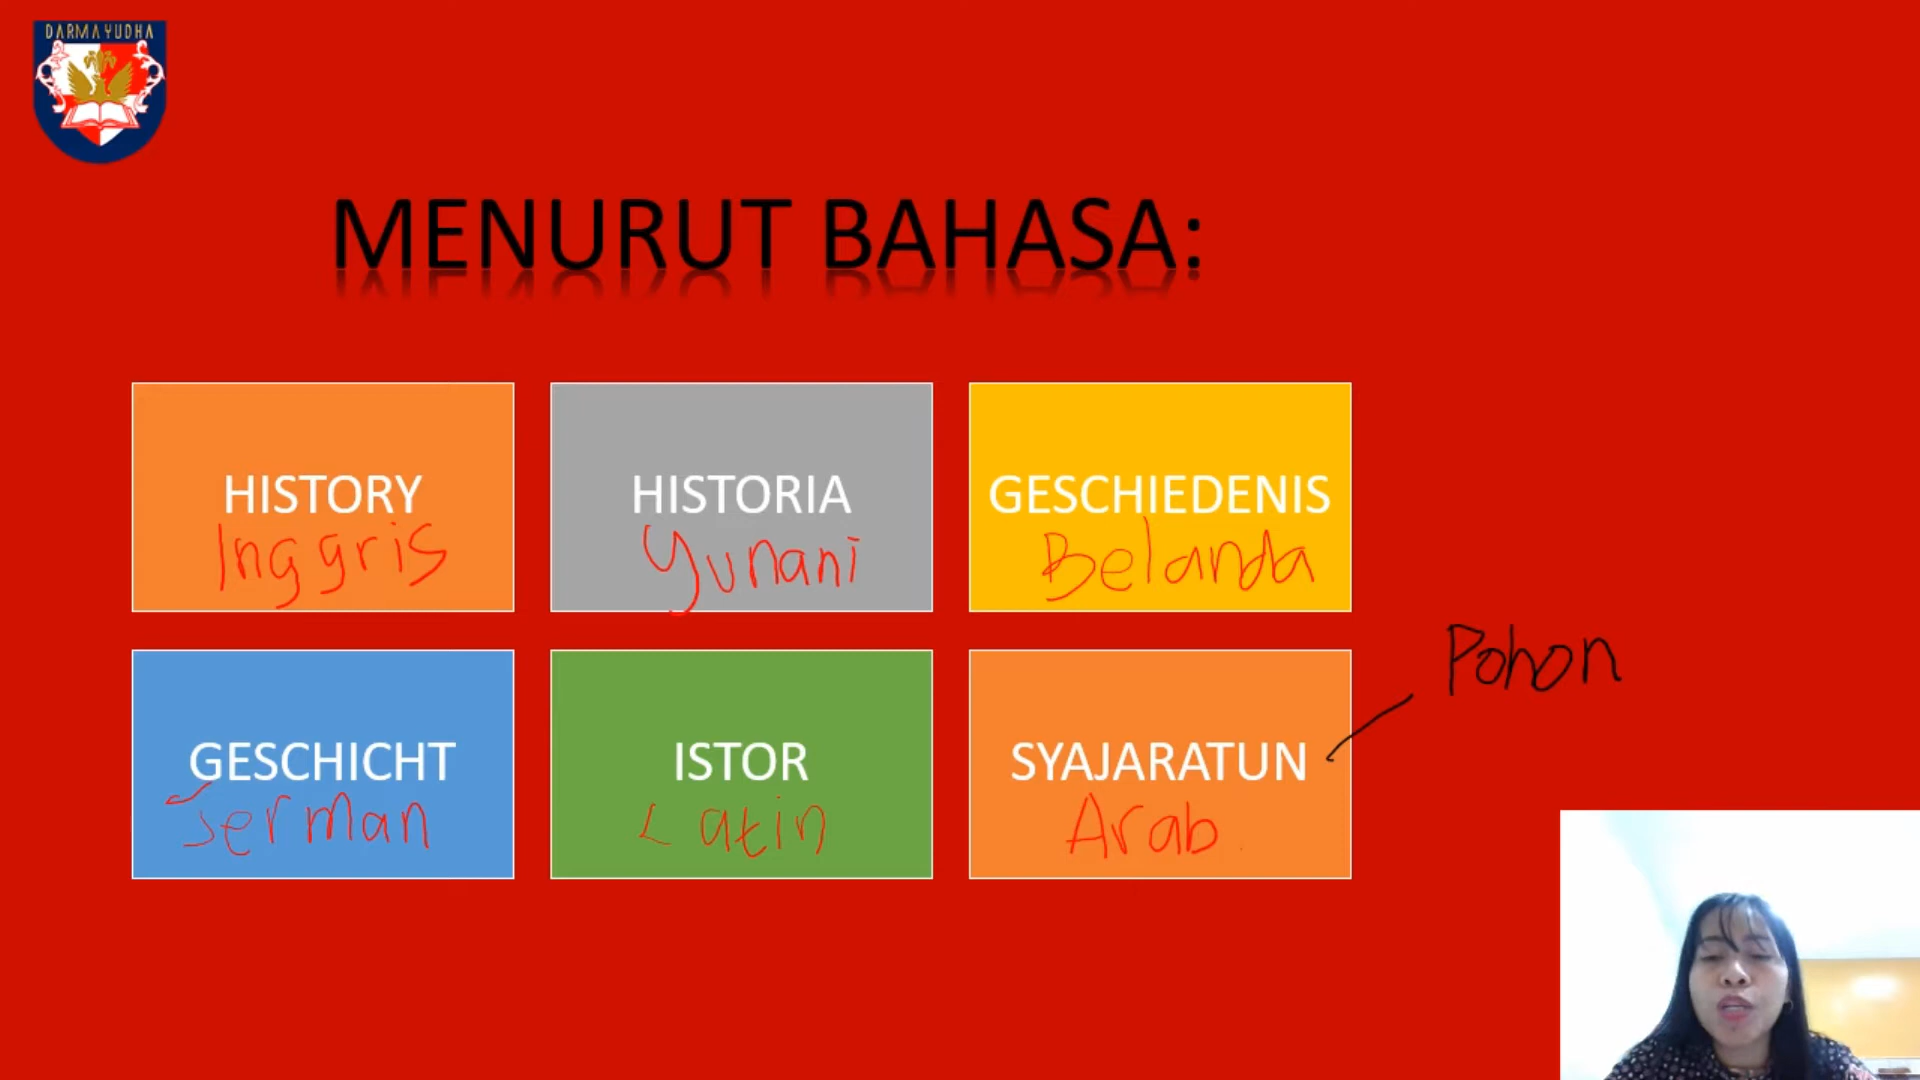 DARMA YUDHA
MENURUT BAHASA:
HISTORY
Inggris
HISTORIA
Yunani
GESCHIEDENIS
Belanda
GESCHICHT
Jerman
ISTOR
Latin
SYAJARATUN
Arab
Pohon